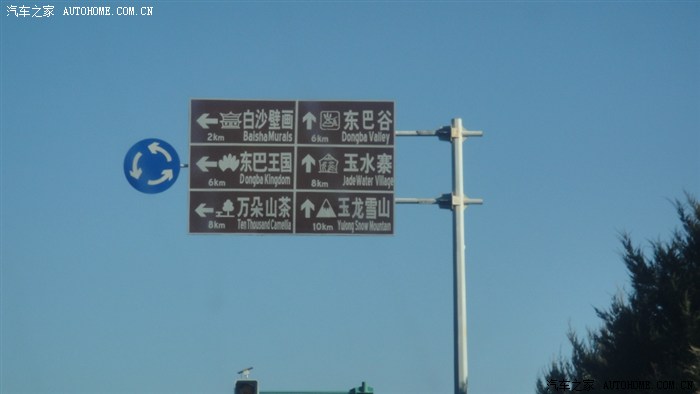 汽车之家 AUTOHOME.COM.CN
白沙壁画
2km BaishaMurals
东巴谷
6km Dongba Valley
东巴王国
6km Dongba Kingdom
玉水寨
8km Jade Water Village
万朵山茶
8km Ten Thousand Camellia
玉龙雪山
10km Yulong Snow Mountain
汽车之家 WWW.AUTOHOME.COM.CN